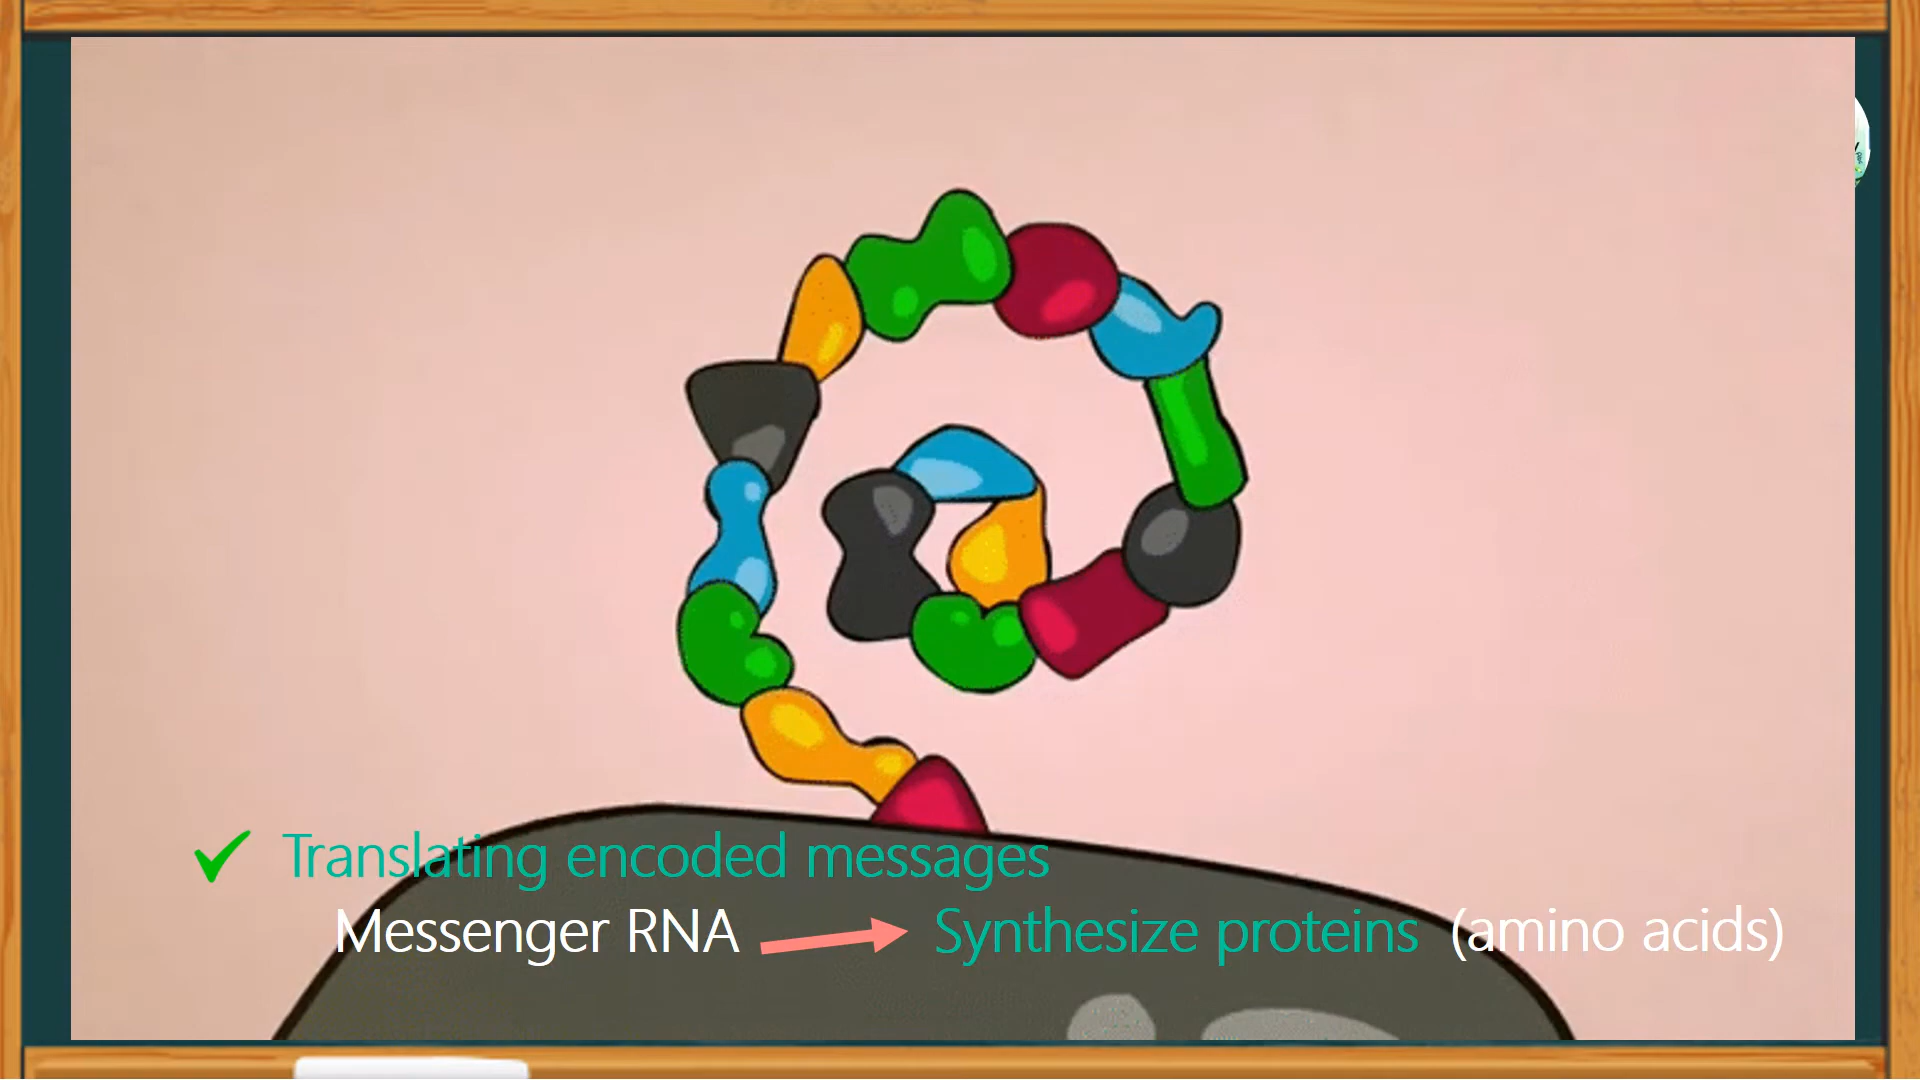 Translating encoded messages
Messenger RNA Synthesize proteins (amino acids)